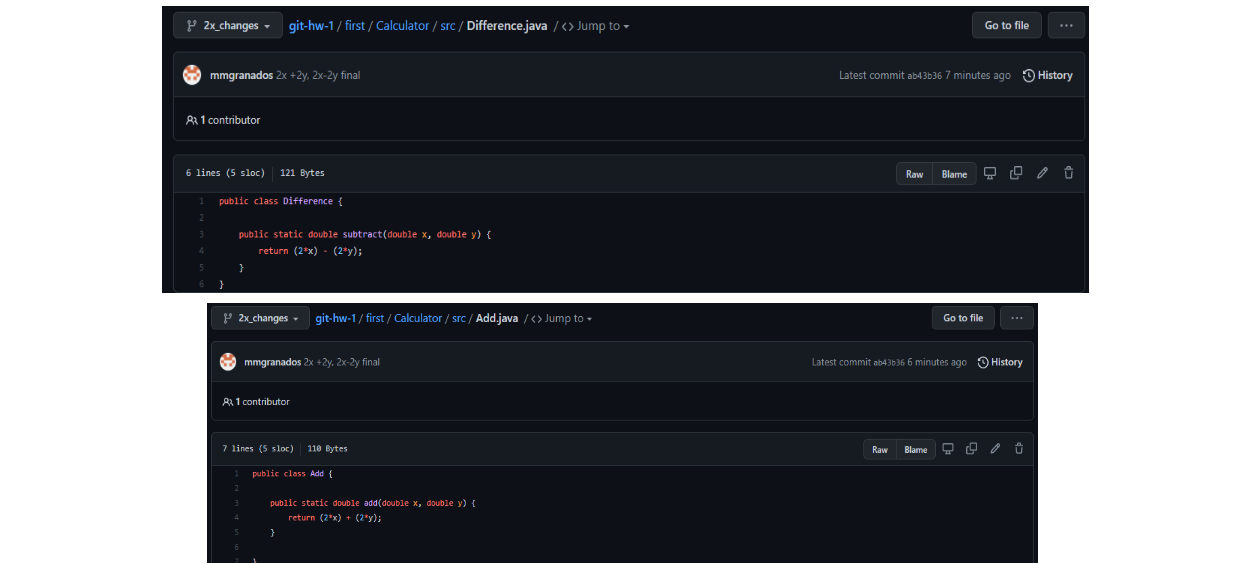 2x_changes git-hw-1 / first / Calculator / src / Difference.java / <> Jump to Go to file ...
mmgranados 2x +2y, 2x-2y final Latest commit ab43b36 7 minutes ago History
1 contributor
6 lines (5 sloc) 121 Bytes Raw Blame
1 public class Difference {
2
3 public static double subtract(double x, double y) {
4 return (2*x) - (2*y);
5 }
6 }
2x_changes git-hw-1 / first / Calculator / src / Add.java / <> Jump to Go to file ...
mmgranados 2x +2y, 2x-2y final Latest commit ab43b36 6 minutes ago History
1 contributor
7 lines (5 sloc) 110 Bytes Raw Blame
1 public class Add {
2
3 public static double add(double x, double y) {
4 return (2*x) + (2*y);
5 }
6
7 }